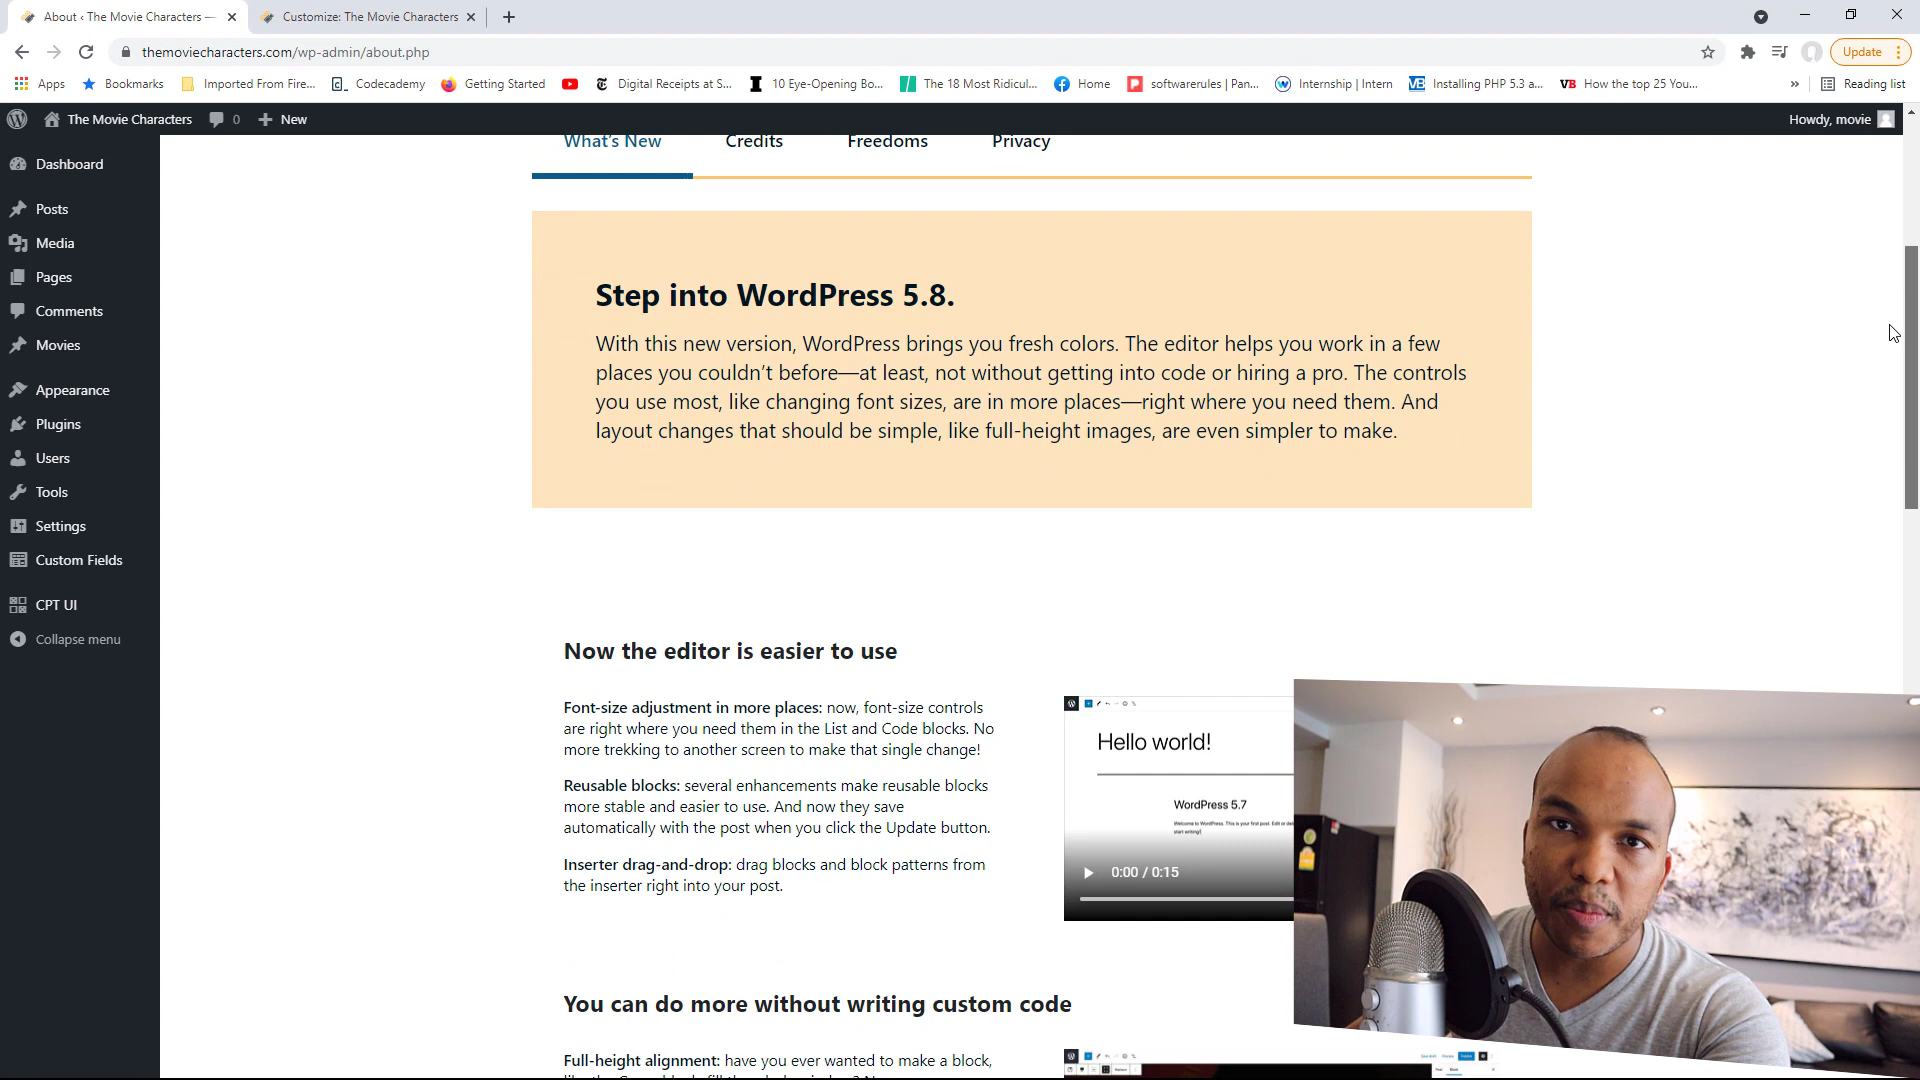 About ‹ The Movie Characters —
Customize: The Movie Characters
themoviecharacters.com/wp-admin/about.php
Update
Apps
Bookmarks
Imported From Fire...
Codecademy
Getting Started
Digital Receipts at S...
10 Eye-Opening Bo...
The 18 Most Ridicul...
Home
softwarerules | Pan...
Internship | Intern
Installing PHP 5.3 a...
VB How the top 25 You...
»
Reading list
The Movie Characters
0
New
Howdy, movie
Dashboard
Posts
Media
Pages
Comments
Movies
Appearance
Plugins
Users
Tools
Settings
Custom Fields
CPT UI
Collapse menu
What's New
Credits
Freedoms
Privacy
Step into WordPress 5.8.
With this new version, WordPress brings you fresh colors. The editor helps you work in a few
places you couldn't before—at least, not without getting into code or hiring a pro. The controls
you use most, like changing font sizes, are in more places—right where you need them. And
layout changes that should be simple, like full-height images, are even simpler to make.
Now the editor is easier to use
Font-size adjustment in more places: now, font-size controls
are right where you need them in the List and Code blocks. No
more trekking to another screen to make that single change!
Reusable blocks: several enhancements make reusable blocks
more stable and easier to use. And now they save
automatically with the post when you click the Update button.
Inserter drag-and-drop: drag blocks and block patterns from
the inserter right into your post.
Hello world!
WordPress 5.7
Welcome to WordPress. This is your first post. Edit or
start writing!
0:00 / 0:15
You can do more without writing custom code
Full-height alignment: have you ever wanted to make a block,